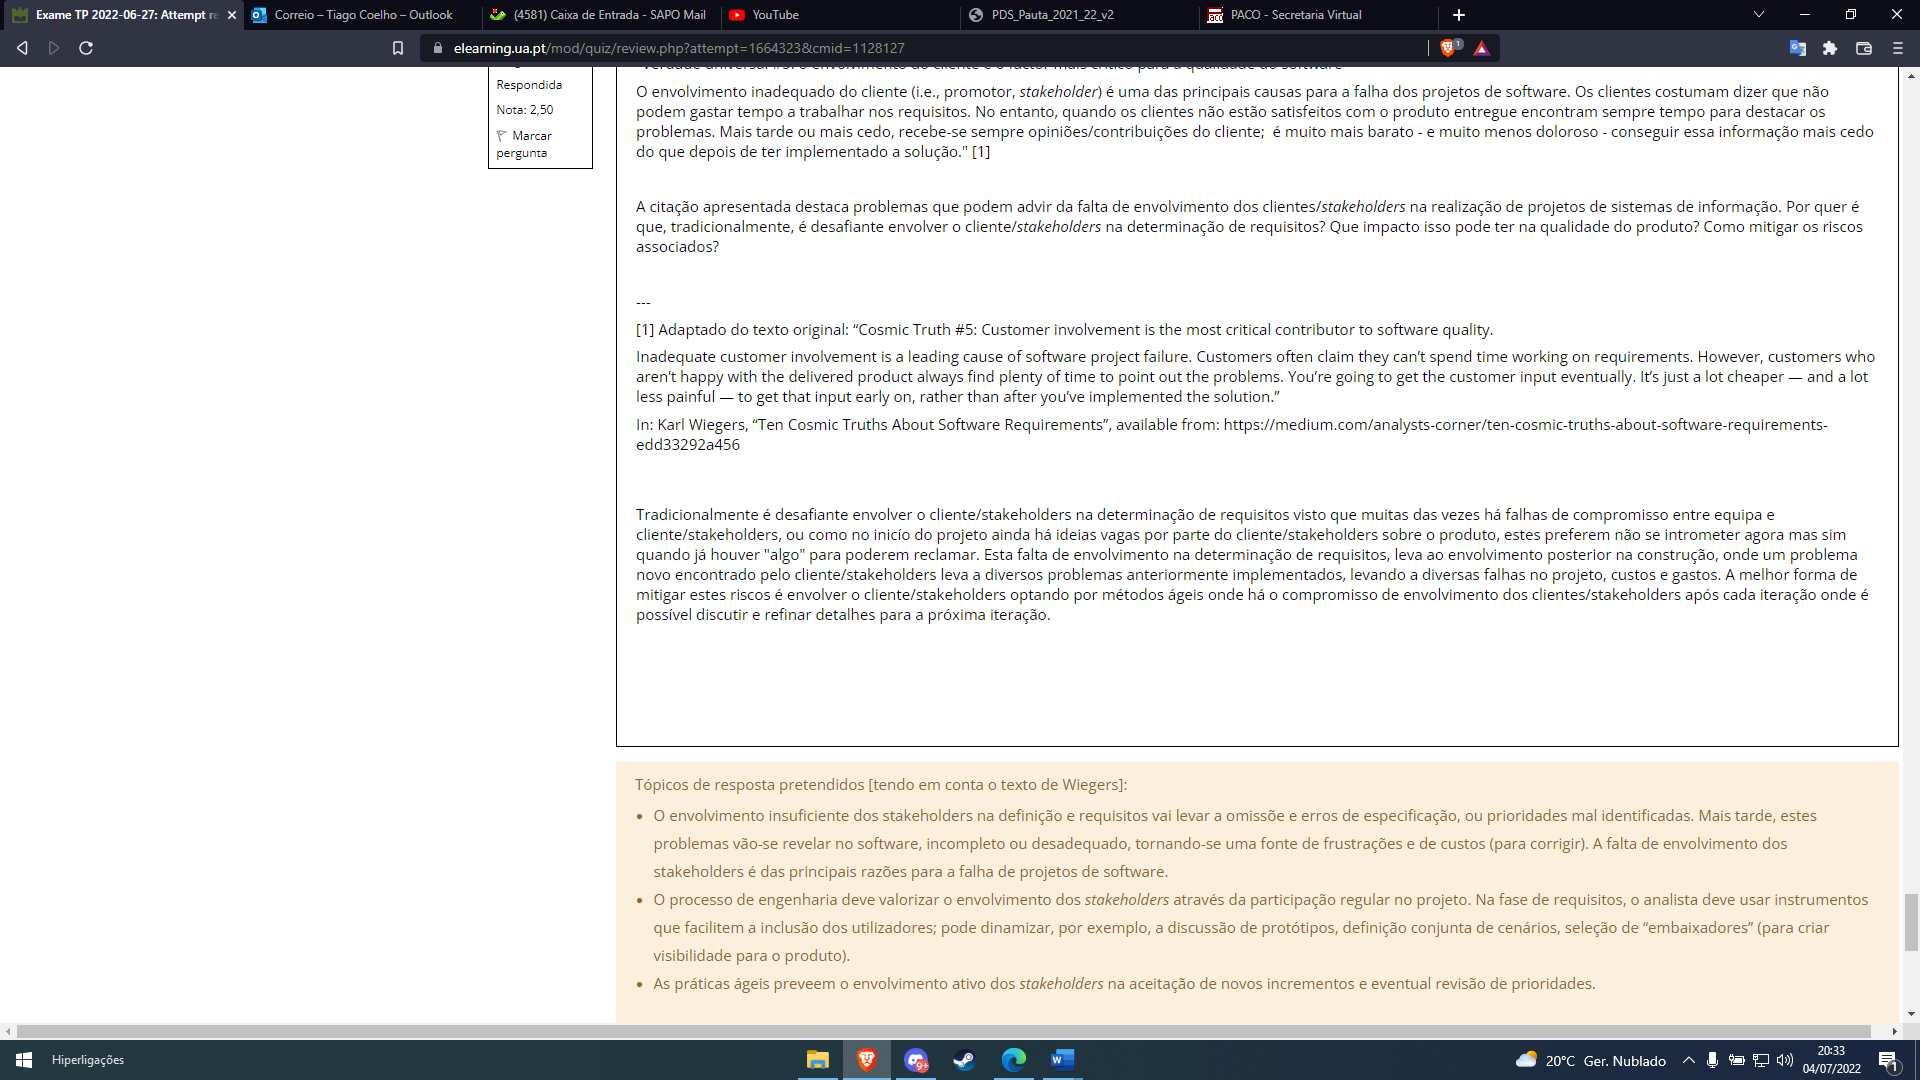 Exame TP 2022-06-27: Attempt re
Correio – Tiago Coelho – Outlook
(4581) Caixa de Entrada - SAPO Mail
YouTube
PDS_Pauta_2021_22_v2
PACO - Secretaria Virtual
elearning.ua.pt/mod/quiz/review.php?attempt=1664323&cmid=1128127
1
Respondida
Nota: 2,50
Marcar
pergunta
O envolvimento inadequado do cliente (i.e., promotor, stakeholder) é uma das principais causas para a falha dos projetos de software. Os clientes costumam dizer que não
podem gastar tempo a trabalhar nos requisitos. No entanto, quando os clientes não estão satisfeitos com o produto entregue encontram sempre tempo para destacar os
problemas. Mais tarde ou mais cedo, recebe-se sempre opiniões/contribuições do cliente;  é muito mais barato - e muito menos doloroso - conseguir essa informação mais cedo
do que depois de ter implementado a solução." [1]
A citação apresentada destaca problemas que podem advir da falta de envolvimento dos clientes/stakeholders na realização de projetos de sistemas de informação. Por quer é
que, tradicionalmente, é desafiante envolver o cliente/stakeholders na determinação de requisitos? Que impacto isso pode ter na qualidade do produto? Como mitigar os riscos
associados?
---
[1] Adaptado do texto original: “Cosmic Truth #5: Customer involvement is the most critical contributor to software quality.
Inadequate customer involvement is a leading cause of software project failure. Customers often claim they can’t spend time working on requirements. However, customers who
aren’t happy with the delivered product always find plenty of time to point out the problems. You’re going to get the customer input eventually. It’s just a lot cheaper — and a lot
less painful — to get that input early on, rather than after you’ve implemented the solution.”
In: Karl Wiegers, “Ten Cosmic Truths About Software Requirements”, available from: https://medium.com/analysts-corner/ten-cosmic-truths-about-software-requirements-
edd33292a456
Tradicionalmente é desafiante envolver o cliente/stakeholders na determinação de requisitos visto que muitas das vezes há falhas de compromisso entre equipa e
cliente/stakeholders, ou como no inicío do projeto ainda há ideias vagas por parte do cliente/stakeholders sobre o produto, estes preferem não se intrometer agora mas sim
quando já houver "algo" para poderem reclamar. Esta falta de envolvimento na determinação de requisitos, leva ao envolvimento posterior na construção, onde um problema
novo encontrado pelo cliente/stakeholders leva a diversos problemas anteriormente implementados, levando a diversas falhas no projeto, custos e gastos. A melhor forma de
mitigar estes riscos é envolver o cliente/stakeholders optando por métodos ágeis onde há o compromisso de envolvimento dos clientes/stakeholders após cada iteração onde é
possível discutir e refinar detalhes para a próxima iteração.
Tópicos de resposta pretendidos [tendo em conta o texto de Wiegers]:
• O envolvimento insuficiente dos stakeholders na definição e requisitos vai levar a omissõe e erros de especificação, ou prioridades mal identificadas. Mais tarde, estes
problemas vão-se revelar no software, incompleto ou desadequado, tornando-se uma fonte de frustrações e de custos (para corrigir). A falta de envolvimento dos
stakeholders é das principais razões para a falha de projetos de software.
• O processo de engenharia deve valorizar o envolvimento dos stakeholders através da participação regular no projeto. Na fase de requisitos, o analista deve usar instrumentos
que facilitem a inclusão dos utilizadores; pode dinamizar, por exemplo, a discussão de protótipos, definição conjunta de cenários, seleção de “embaixadores” (para criar
visibilidade para o produto).
• As práticas ágeis preveem o envolvimento ativo dos stakeholders na aceitação de novos incrementos e eventual revisão de prioridades.
Hiperligações
9+
20°C Ger. Nublado
20:33
04/07/2022
1